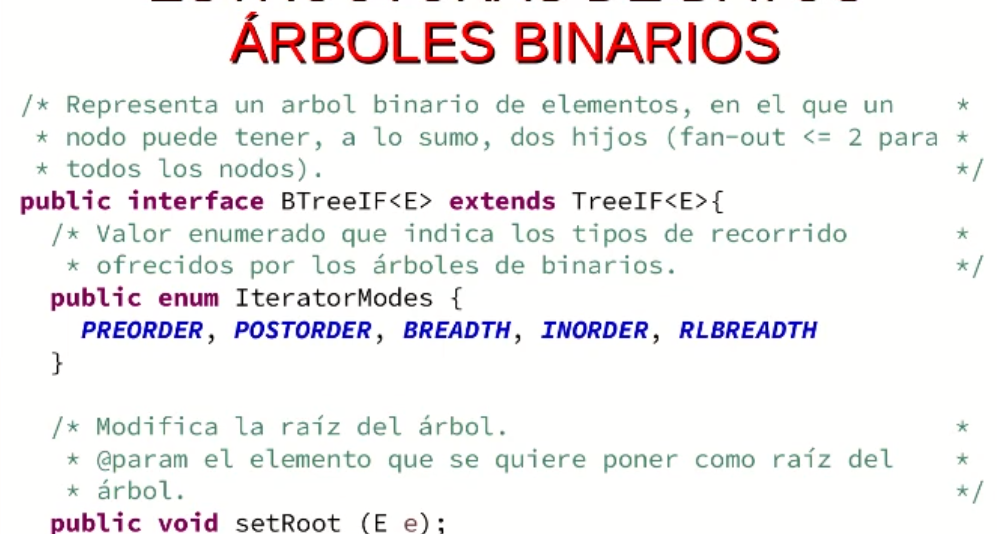 ESTRUCTURAS DE DATOS
ÁRBOLES BINARIOS
/* Representa un arbol binario de elementos, en el que un *
* nodo puede tener, a lo sumo, dos hijos (fan-out <= 2 para *
* todos los nodos). */
public interface BTreeIF<E> extends TreeIF<E>{
/* Valor enumerado que indica los tipos de recorrido *
* ofrecidos por los árboles de binarios. */
public enum IteratorModes {
PREORDER, POSTORDER, BREADTH, INORDER, RLBREADTH
}
/* Modifica la raíz del árbol. *
* @param el elemento que se quiere poner como raíz del *
* árbol. */
public void setRoot (E e);